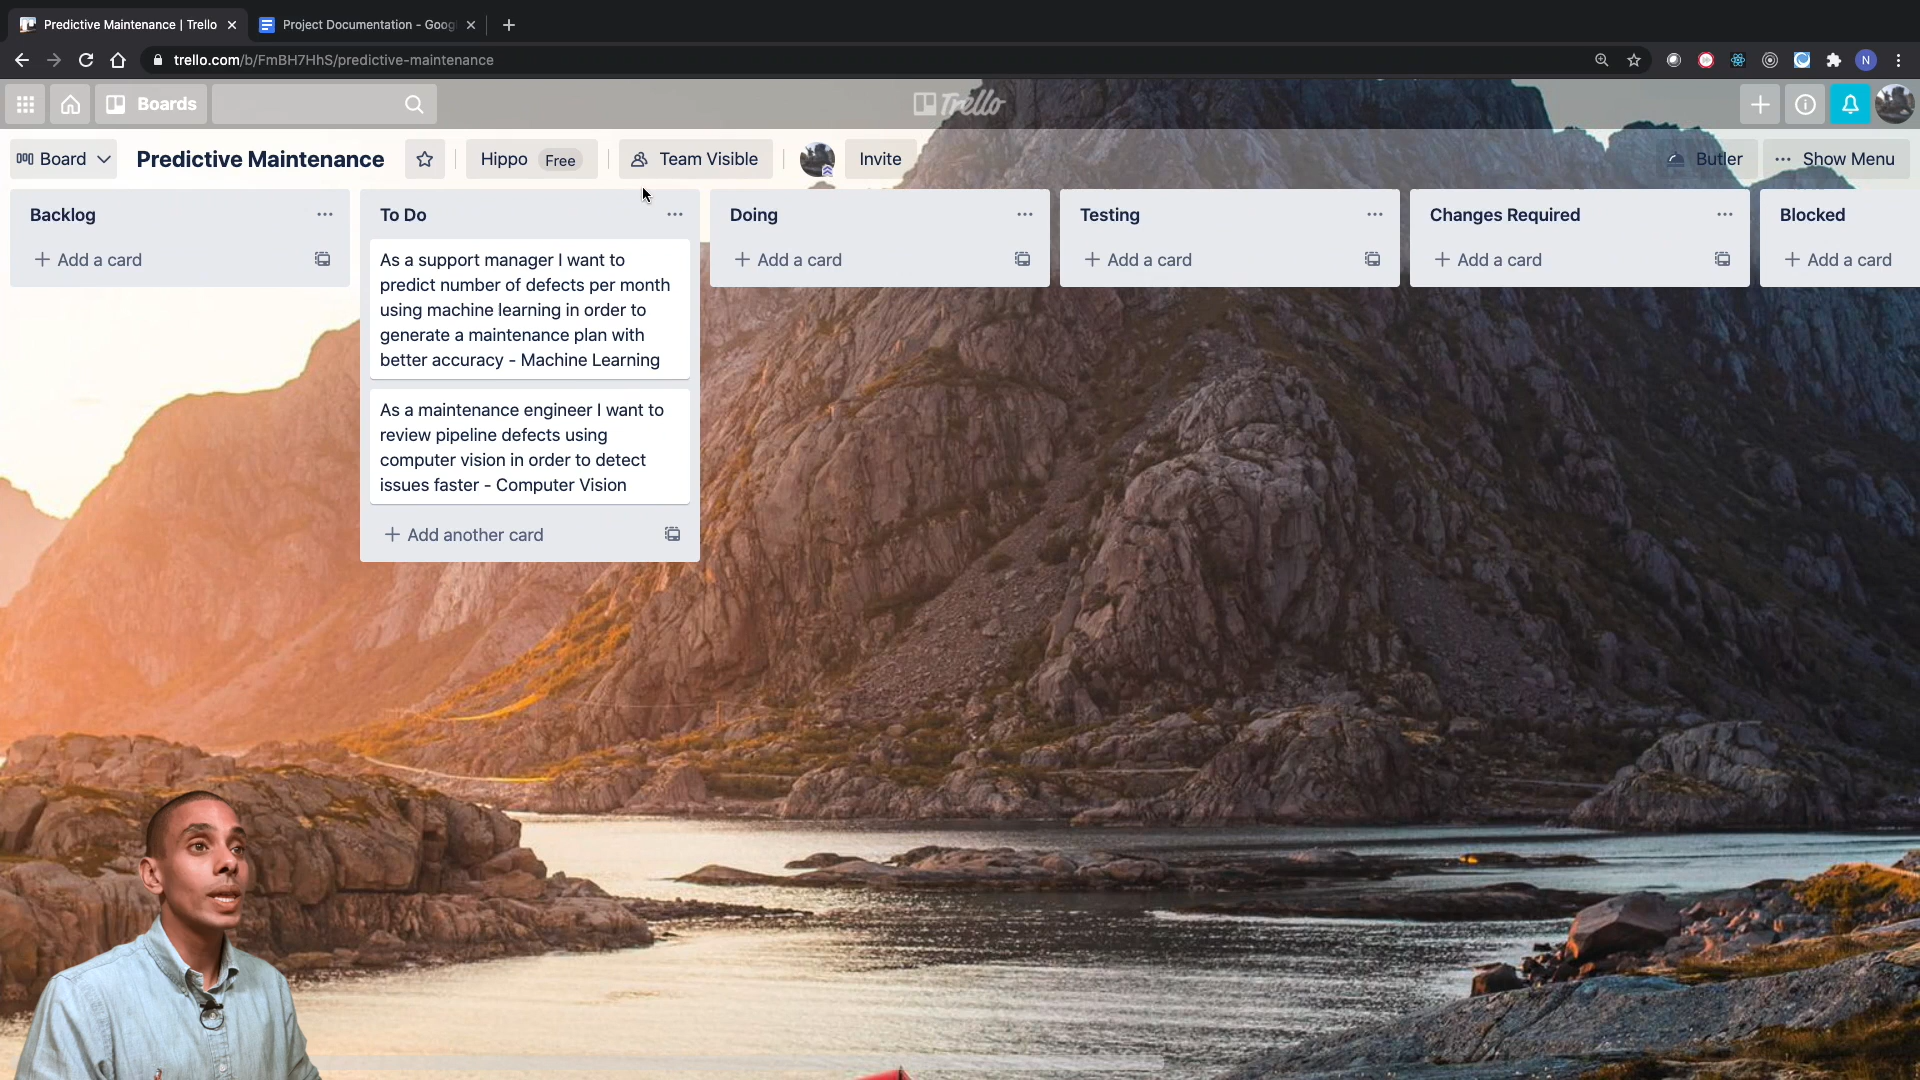 Predictive Maintenance | Trello
Project Documentation - Goog
trello.com/b/FmBH7HhS/predictive-maintenance
N
Boards
Trello
Board
Predictive Maintenance
Hippo Free
Team Visible
Invite
Butler
Show Menu
Backlog
Add a card
To Do
As a support manager I want to
predict number of defects per month
using machine learning in order to
generate a maintenance plan with
better accuracy - Machine Learning
As a maintenance engineer I want to
review pipeline defects using
computer vision in order to detect
issues faster - Computer Vision
Add another card
Doing
Add a card
Testing
Add a card
Changes Required
Add a card
Blocked
Add a card